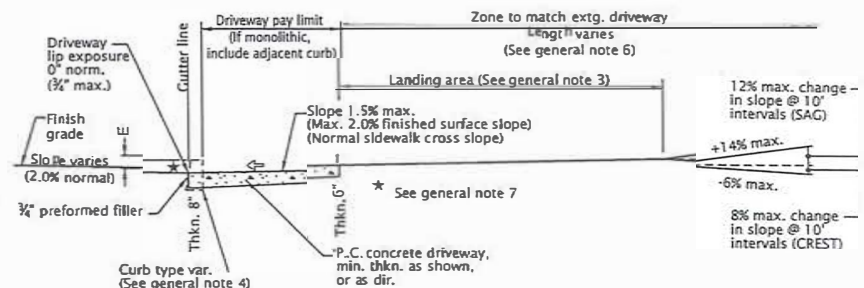 Driveway pay limit
(If monolithic,
include adjacent curb)
Zone to match extg. driveway
Length varies
(See general note 6)
Driveway
lip exposure
0" norm.
(¾" max.)
Gutter line
Landing area (See general note 3)
12% max. change
in slope @ 10'
intervals (SAG)
Finish
grade
E
Slope 1.5% max.
(Max. 2.0% finished surface slope)
(Normal sidewalk cross slope)
+14% max.
Slope varies
(2.0% normal)
★
-6% max.
★ See general note 7
¾" preformed filler
Thkn. 8"
Thkn. 6"
8% max. change
in slope @ 10'
intervals (CREST)
P.C. concrete driveway,
min. thkn. as shown,
or as dir.
Curb type var.
(See general note 4)